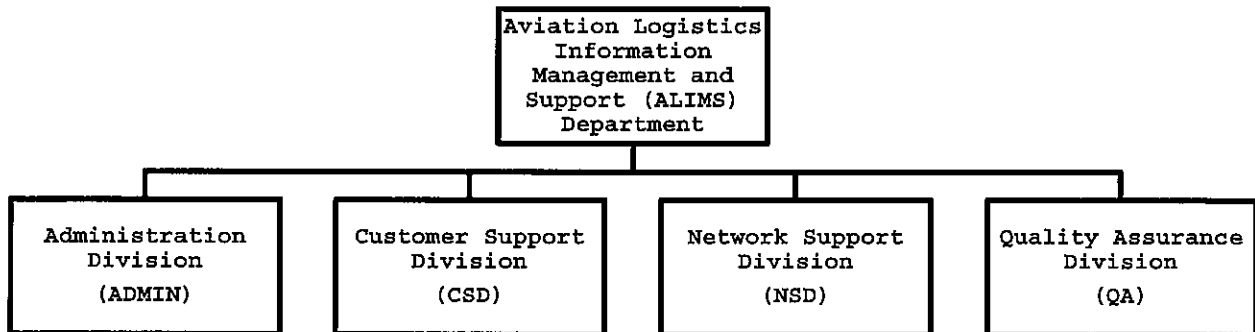 Aviation Logistics
Information
Management and
Support (ALIMS)
Department
Administration
Division
(ADMIN)
Customer Support
Division
(CSD)
Network Support
Division
(NSD)
Quality Assurance
Division
(QA)